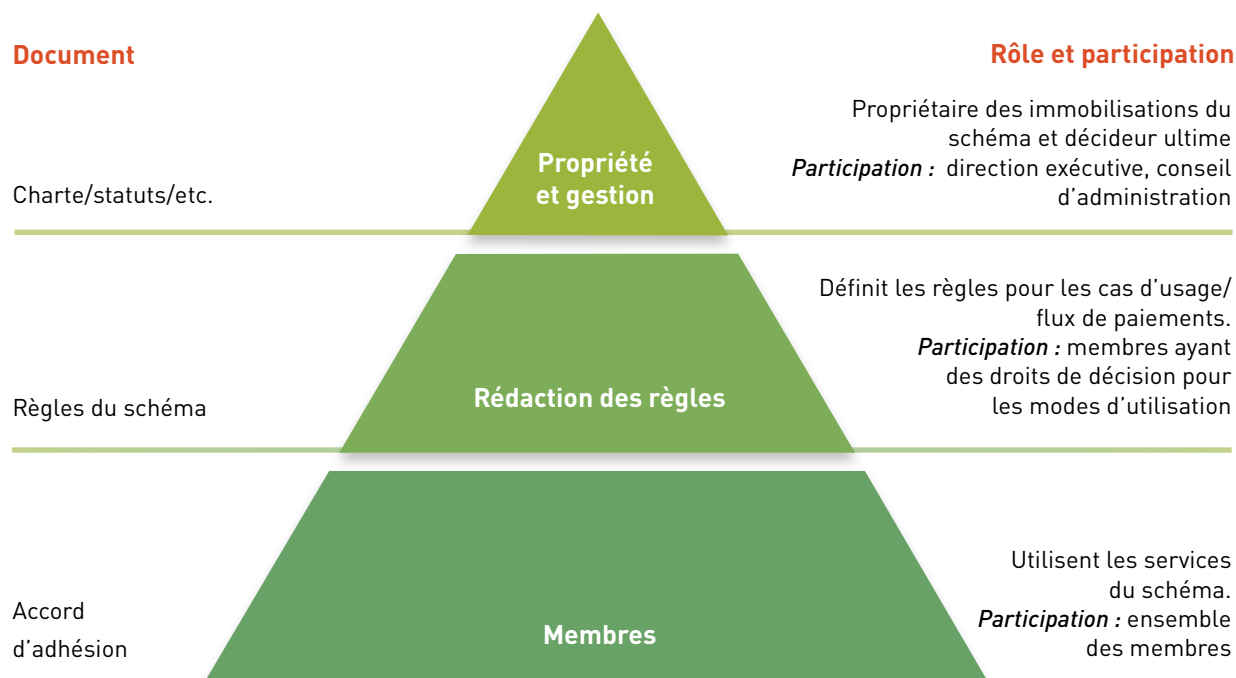 Document
Rôle et participation
Charte/statuts/etc.
Propriété
et gestion
Propriétaire des immobilisations du
schéma et décideur ultime
Participation : direction exécutive, conseil
d’administration
Règles du schéma
Rédaction des règles
Définit les règles pour les cas d’usage/
flux de paiements.
Participation : membres ayant
des droits de décision pour
les modes d’utilisation
Accord
d’adhésion
Membres
Utilisent les services
du schéma.
Participation : ensemble
des membres